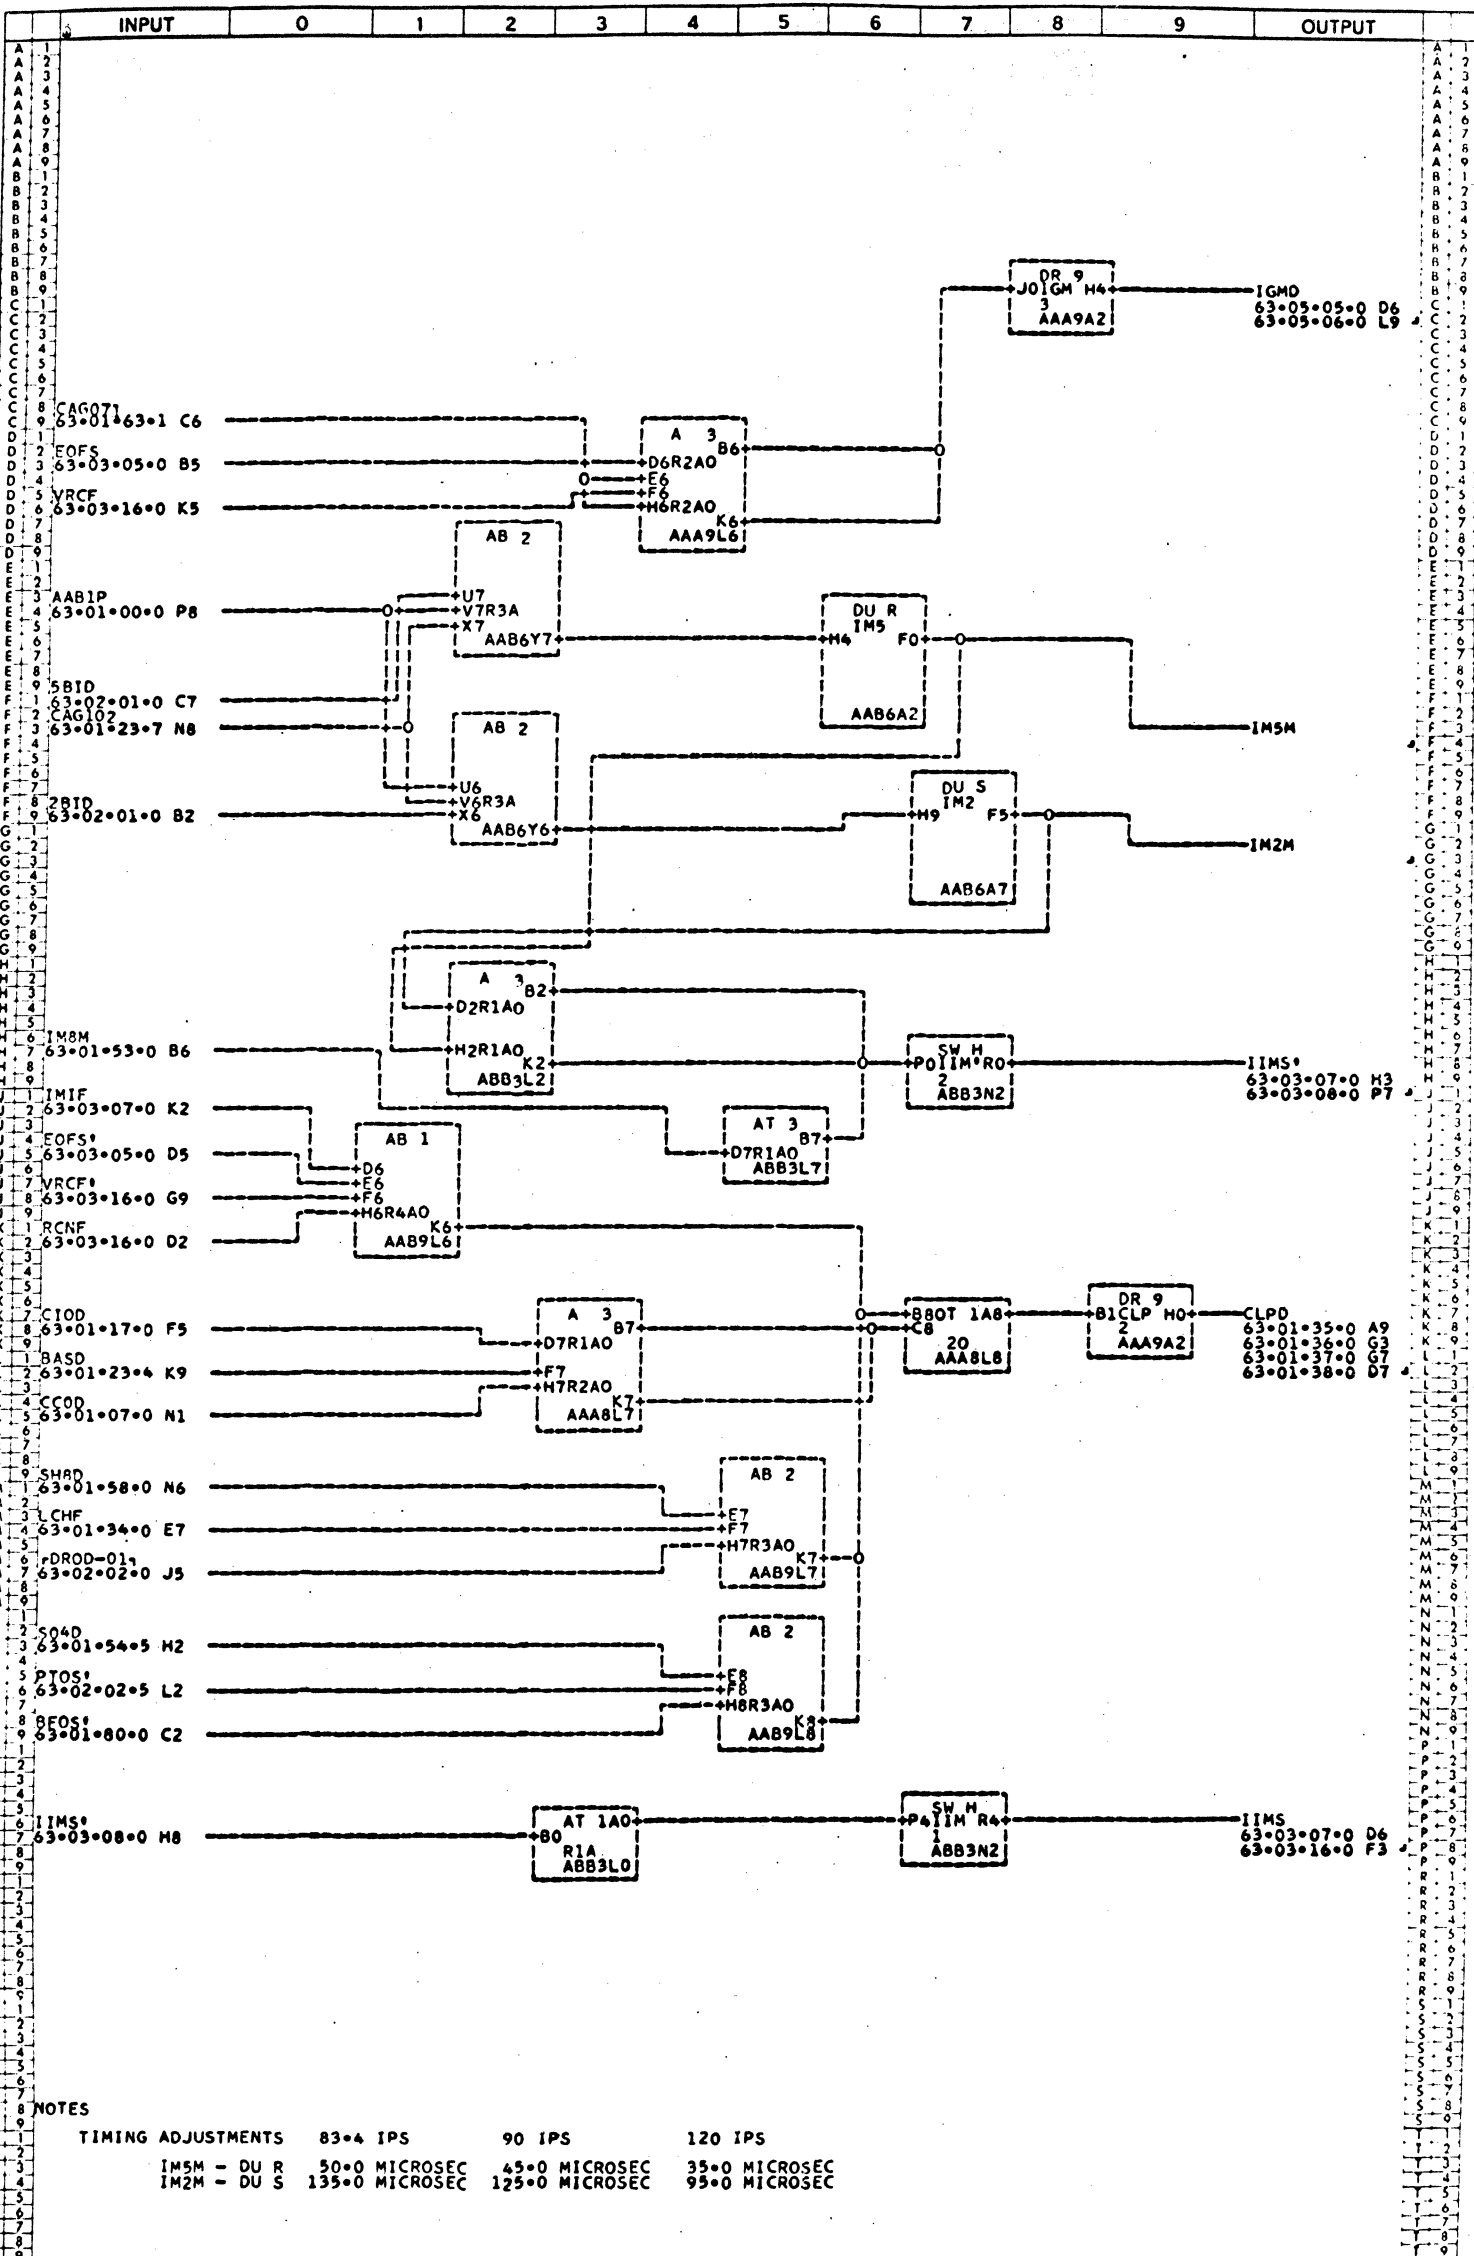 INPUT 0 1 2 3 4 5 6 7 8 9 OUTPUT
DR 9
J0IGM H4
3
AAA9A2
IGMD
63•05•05•0 D6
63•05•06•0 L9
CAG071
63•01•63•1 C6
EOFS
63•03•05•0 B5
VRCF
63•03•16•0 K5
A 3
B6
D6R2A0
E6
F6
H6R2A0
K6
AAA9L6
AB 2
U7
V7R3A
X7
AAB6Y7
AAB1P
63•01•00•0 P8
DU R
IM5
H4 F0
AAB6A2
5BID
63•02•01•0 C7
CAG102
63•01•23•7 N8
IM5M
AB 2
U6
V6R3A
X6
AAB6Y6
2BID
63•02•01•0 B2
DU S
IM2
H9 F5
AAB6A7
IM2M
A 3
B2
D2R1A0
H2R1A0
K2
ABB3L2
IM8M
63•01•53•0 B6
SW H
P0IIM'R0
2
ABB3N2
IIMS'
63•03•07•0 H3
63•03•08•0 P7
IMIF
63•03•07•0 K2
EOFS'
63•03•05•0 D5
VRCF'
63•03•16•0 G9
RCNF
63•03•16•0 D2
AB 1
D6
E6
F6
H6R4A0
K6
AAB9L6
AT 3
B7
D7R1A0
ABB3L7
CIOD
63•01•17•0 F5
BASD
63•01•23•4 K9
CCOD
63•01•07•0 N1
A 3
B7
D7R1A0
F7
H7R2A0
K7
AAA8L7
B8OT 1A8
C8
20
AAA8L8
DR 9
B1CLP H0
2
AAA9A2
CLPD
63•01•35•0 A9
63•01•36•0 G3
63•01•37•0 G7
63•01•38•0 D7
SH8D
63•01•58•0 N6
LCHF
63•01•34•0 E7
DROD-01
63•02•02•0 J5
AB 2
E7
F7
H7R3A0
K7
AAB9L7
S04D
63•01•54•5 H2
PTOS'
63•02•02•5 L2
BEOS'
63•01•80•0 C2
AB 2
E8
F8
H8R3A0
K8
AAB9L8
IIMS'
63•03•08•0 H8
AT 1A0
B0
R1A
ABB3L0
SW H
P4IIM R4
1
ABB3N2
IIMS
63•03•07•0 D6
63•03•16•0 F3
NOTES
TIMING ADJUSTMENTS 83•4 IPS 90 IPS 120 IPS
IM5M - DU R 50•0 MICROSEC 45•0 MICROSEC 35•0 MICROSEC
IM2M - DU S 135•0 MICROSEC 125•0 MICROSEC 95•0 MICROSEC